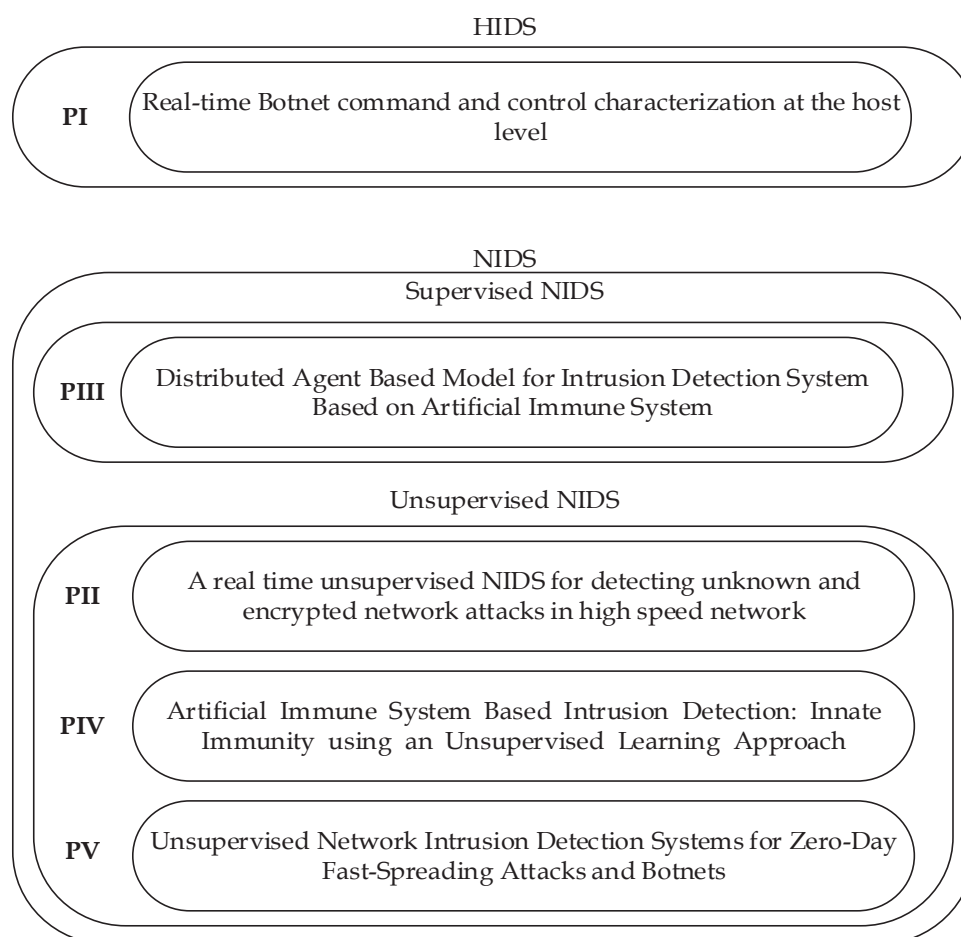 HIDS
PI
Real-time Botnet command and control characterization at the host
level
NIDS
Supervised NIDS
PIII
Distributed Agent Based Model for Intrusion Detection System
Based on Artificial Immune System
Unsupervised NIDS
PII
A real time unsupervised NIDS for detecting unknown and
encrypted network attacks in high speed network
PIV
Artificial Immune System Based Intrusion Detection: Innate
Immunity using an Unsupervised Learning Approach
PV
Unsupervised Network Intrusion Detection Systems for Zero-Day
Fast-Spreading Attacks and Botnets